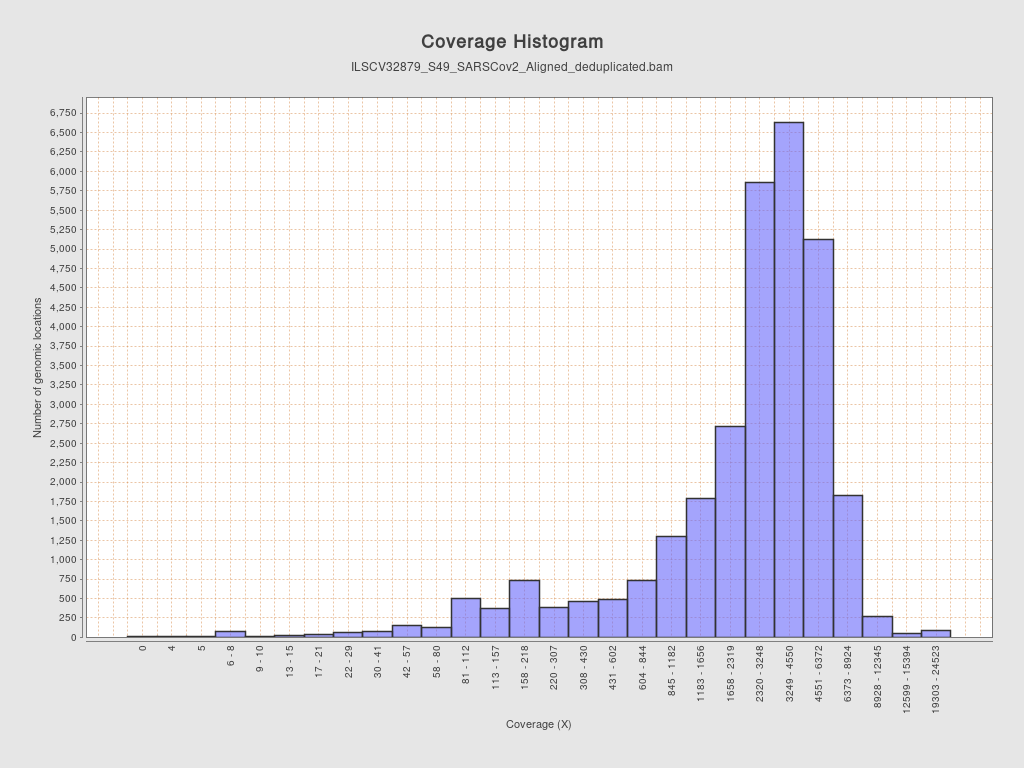 Coverage Histogram
ILSCV32879_S49_SARSCov2_Aligned_deduplicated.bam
Number of genomic locations
6,750
6,500
6,250
6,000
5,750
5,500
5,250
5,000
4,750
4,500
4,250
4,000
3,750
3,500
3,250
3,000
2,750
2,500
2,250
2,000
1,750
1,500
1,250
1,000
750
500
250
0
0
4
5
6 - 8
9 - 10
13 - 15
17 - 21
22 - 29
30 - 41
42 - 57
58 - 80
81 - 112
113 - 157
158 - 218
220 - 307
308 - 430
431 - 602
604 - 844
845 - 1182
1183 - 1656
1658 - 2319
2320 - 3248
3249 - 4550
4551 - 6372
6373 - 8924
8928 - 12345
12599 - 15394
19303 - 24523
Coverage (X)